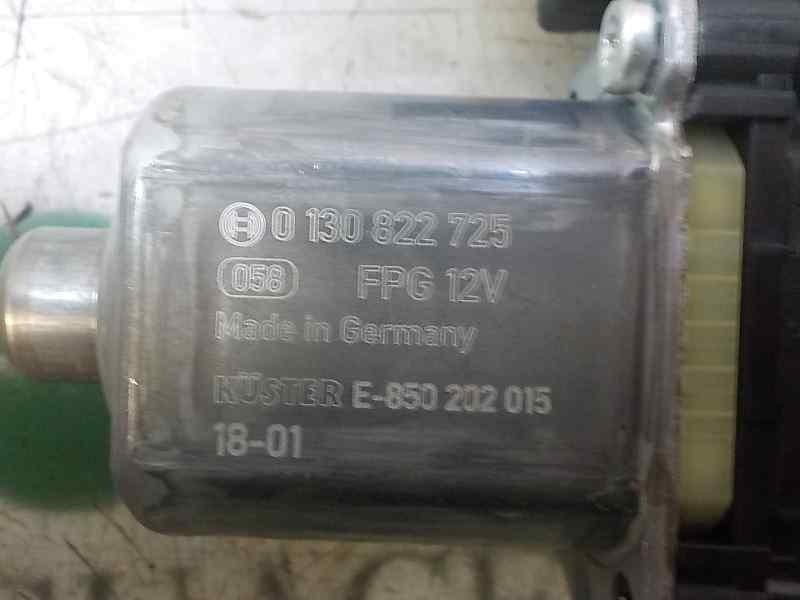 0 130 822 725
058 FPG 12V
Made in Germany
KÜSTER E-850 202 015
18-01